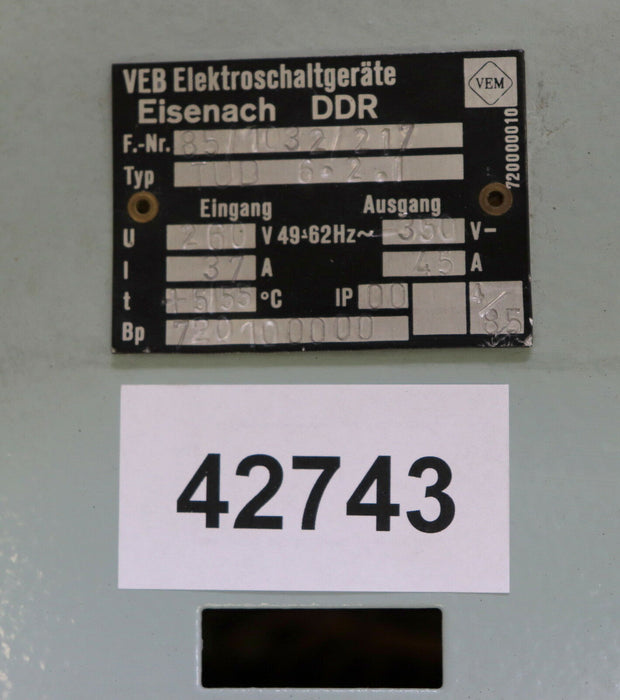 VEB Elektroschaltgeräte
VEM
Eisenach DDR
F.-Nr. 85/1032/217
Typ TUD 6.2.1
720000010
Eingang Ausgang
U 260 V 49÷62Hz~ 350 V-
I 37 A 45 A
t +5/55 °C IP 00 4/85
Bp 720100000
42743